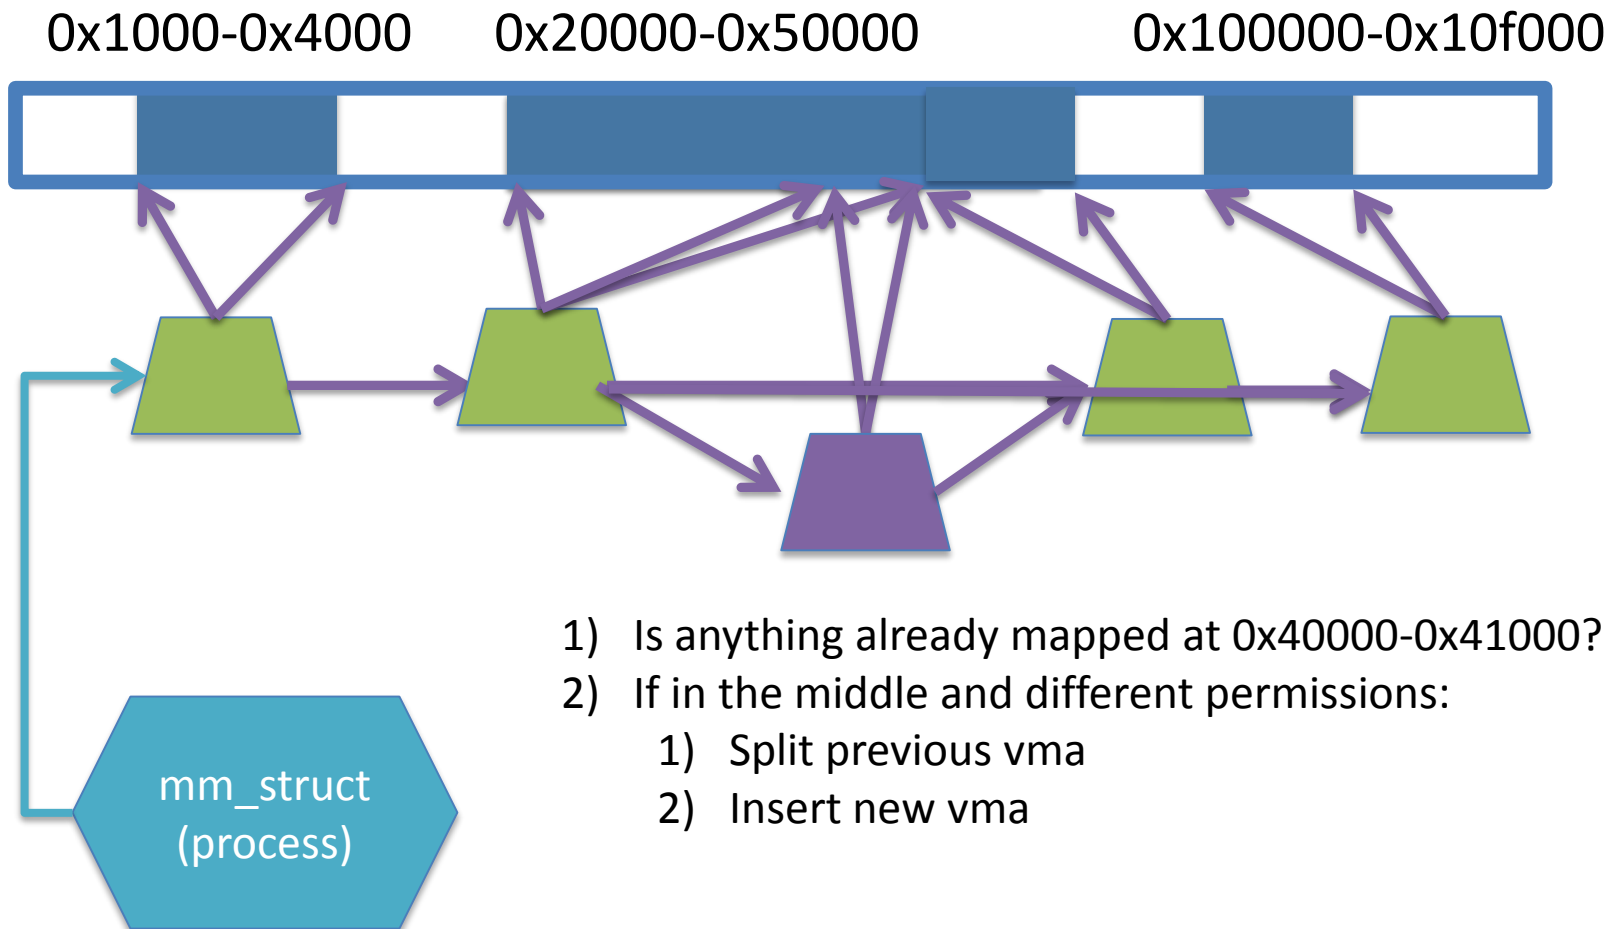 0x1000-0x4000 0x20000-0x50000 0x100000-0x10f000
1) Is anything already mapped at 0x40000-0x41000?
2) If in the middle and different permissions:
1) Split previous vma
2) Insert new vma
mm_struct
(process)